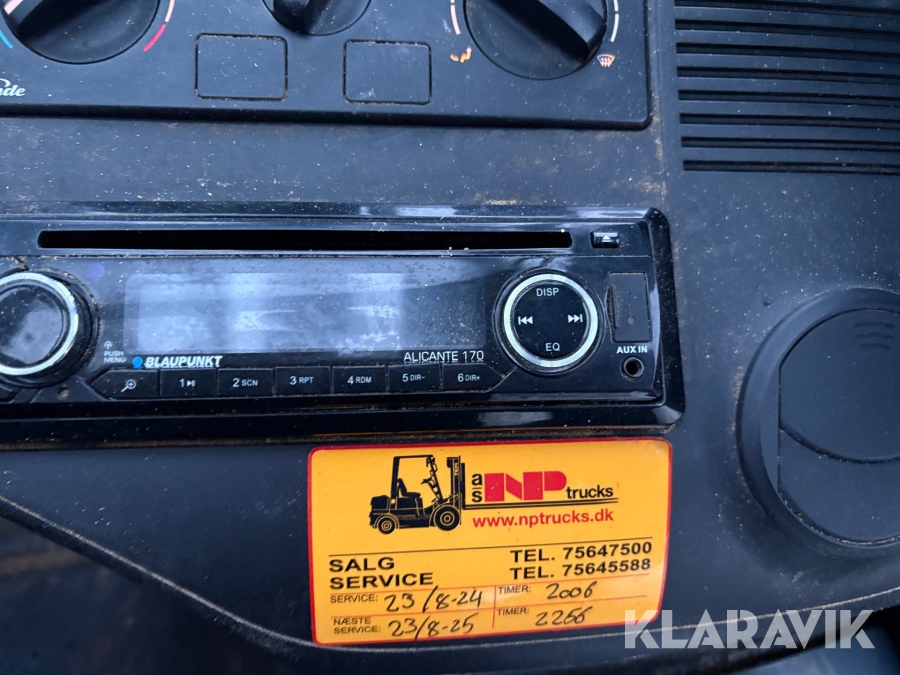 DISP
EQ
AUX IN
PUSH
MENU
BLAUPUNKT
ALICANTE 170
1
2 SCN
3 RPT
4 RDM
5 DIR-
6 DIR+
a/s NP trucks
www.nptrucks.dk
SALG TEL. 75647500
SERVICE TEL. 75645588
SERVICE: 23/8-24 TIMER: 2006
NÆSTE
SERVICE: 23/8-25 TIMER: 2266
KLARAVIK